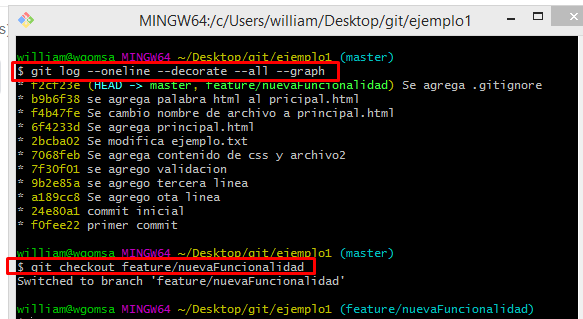 MINGW64:/c/Users/william/Desktop/git/ejemplo1
william@wgomsa MINGW64 ~/Desktop/git/ejemplo1 (master)
$ git log --oneline --decorate --all --graph
* f2cf23e (HEAD -> master, feature/nuevaFuncionalidad) Se agrega .gitignore
* b9b6f38 se agrega palabra html al pricipal.html
* f4b47fe Se cambio nombre de archivo a principal.html
* 6f4233d Se agrega principal.html
* 2bcba02 Se modifica ejemplo.txt
* 7068feb Se agrega contenido de css y archivo2
* 7f30f01 se agrego validacion
* 9b2e85a se agrego tercera linea
* a189cc8 Se agrego ota linea
* 24e80a1 commit inicial
* f0fee22 primer commit
william@wgomsa MINGW64 ~/Desktop/git/ejemplo1 (master)
$ git checkout feature/nuevaFuncionalidad
Switched to branch 'feature/nuevaFuncionalidad'
william@wgomsa MINGW64 ~/Desktop/git/ejemplo1 (feature/nuevaFuncionalidad)